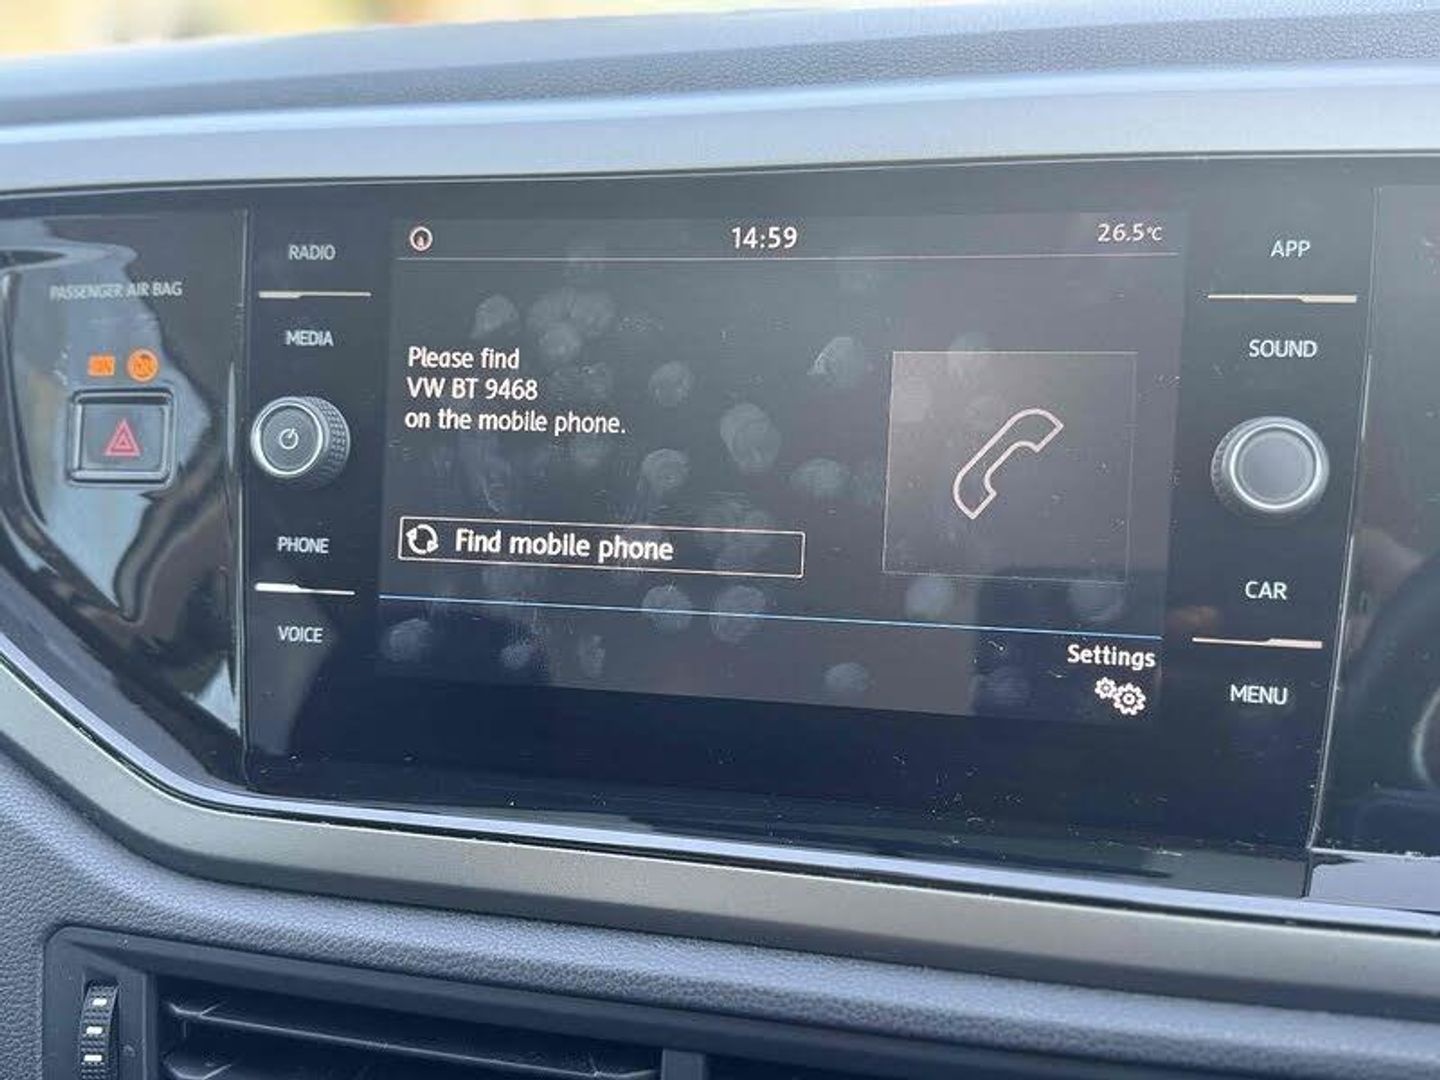 RADIO
14:59
26.5°C
APP
PASSENGER AIR BAG
MEDIA
SOUND
Please find
VW BT 9468
on the mobile phone.
PHONE
Find mobile phone
CAR
VOICE
Settings
MENU